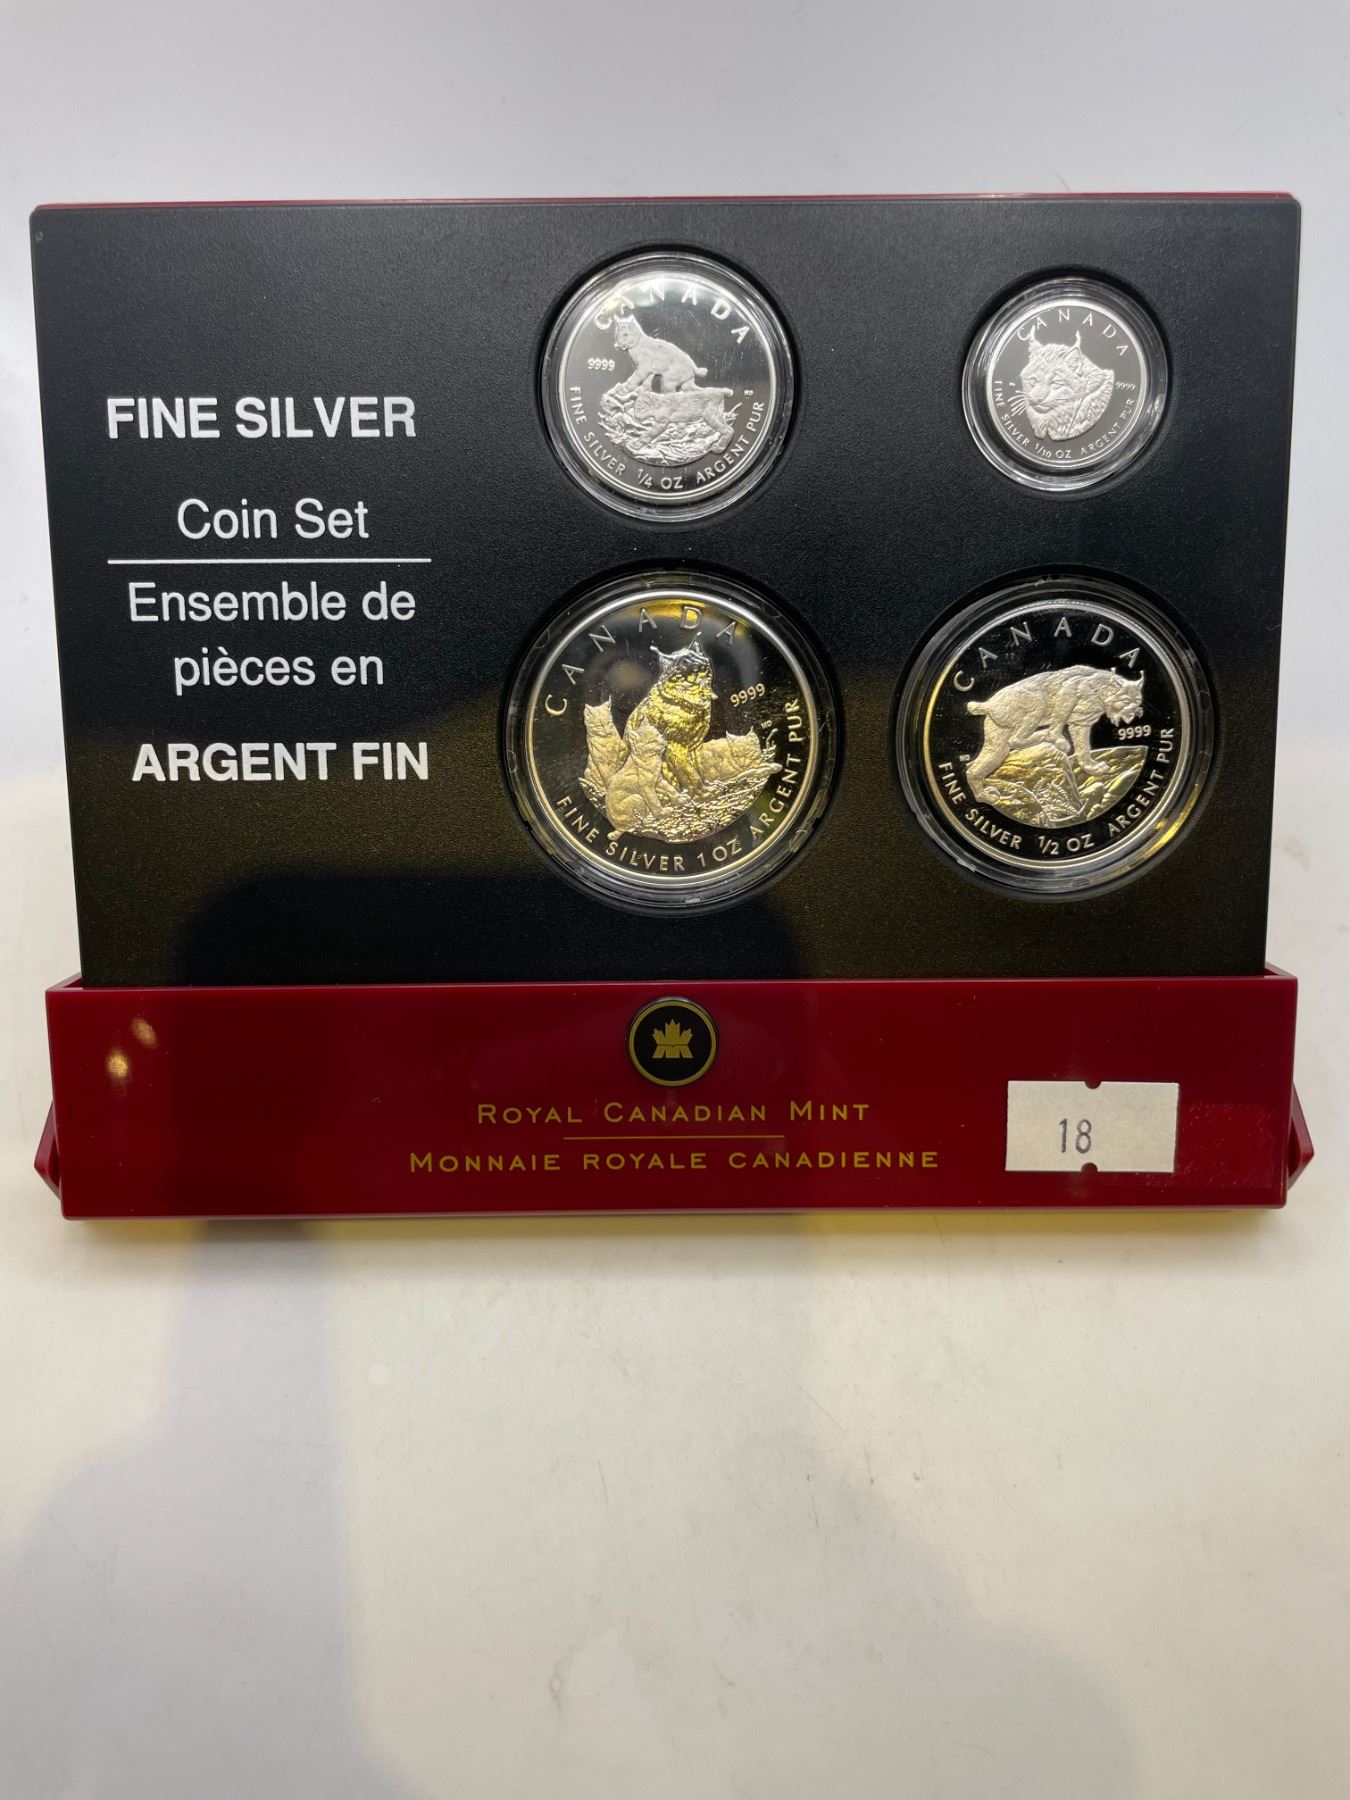 FINE SILVER
Coin Set
Ensemble de
pièces en
ARGENT FIN
CANADA
9999
FINE SILVER 1/4 OZ ARGENT PUR
CANADA
9999
FINE SILVER 1/10 OZ ARGENT PUR
CANADA
9999
FINE SILVER 1 OZ ARGENT PUR
CANADA
9999
FINE SILVER 1/2 OZ ARGENT PUR
ROYAL CANADIAN MINT
MONNAIE ROYALE CANADIENNE
18